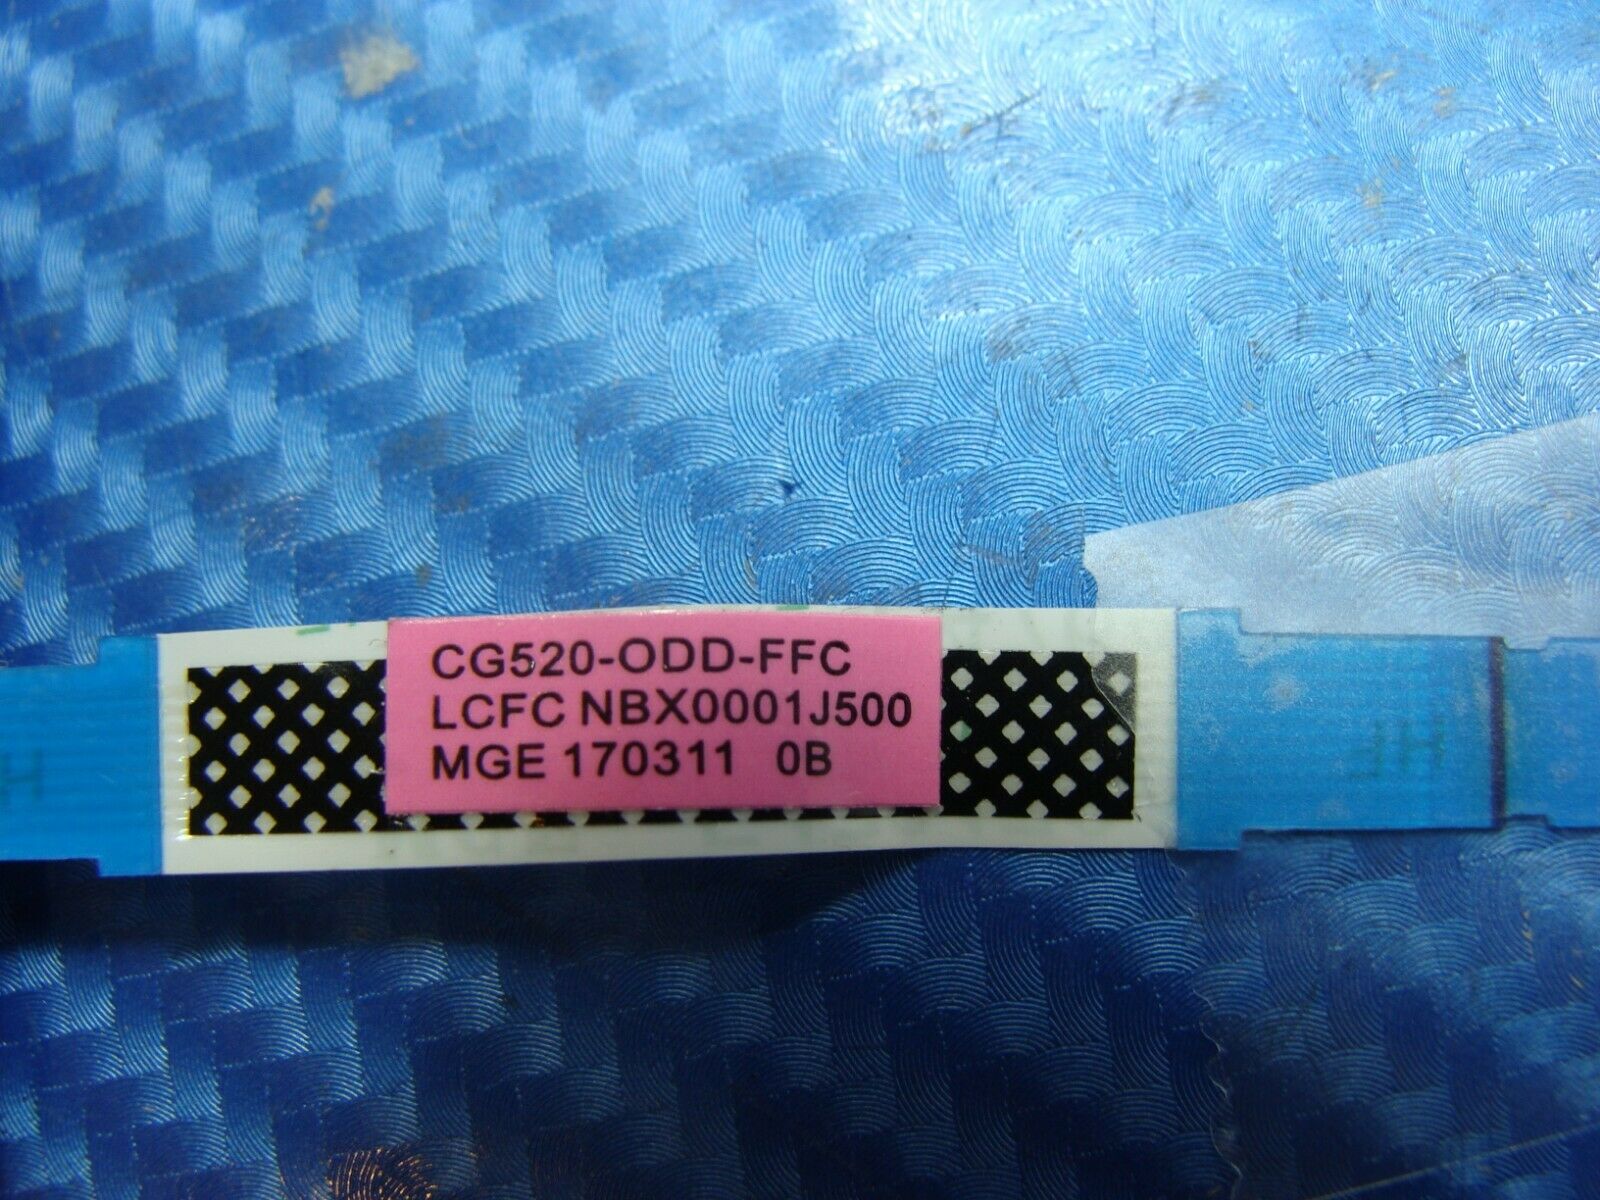 CG520-ODD-FFC
LCFC NBX0001J500
MGE 170311 0B